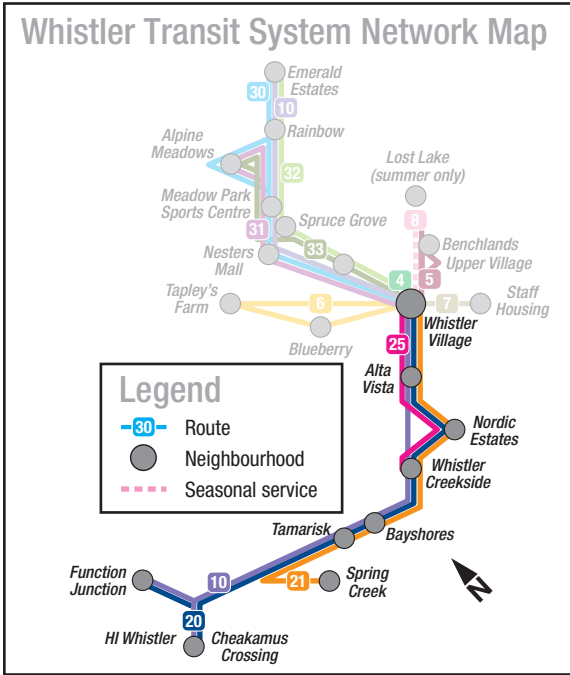 Whistler Transit System Network Map
Emerald
Estates
30
10
Rainbow
Alpine
Meadows
32
Lost Lake
(summer only)
Meadow Park
Sports Centre
8
Spruce Grove
31
33
Benchlands
Upper Village
Nesters
Mall
4
5
Tapley's
Farm
6
7
Staff
Housing
Blueberry
Whistler
Village
25
Alta
Vista
Legend
30
Route
Neighbourhood
Seasonal service
Nordic
Estates
Whistler
Creekside
Tamarisk
Bayshores
Function
Junction
10
21
Spring
Creek
N
20
HI Whistler
Cheakamus
Crossing